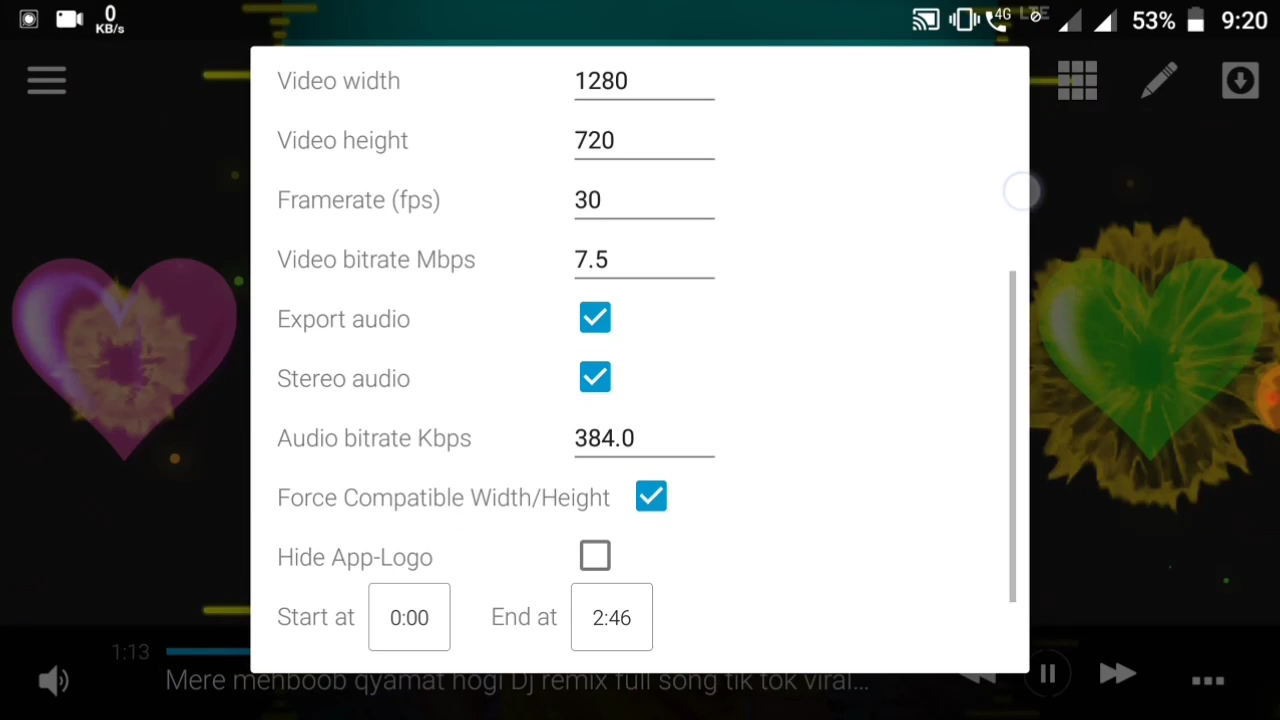 0
KB/s
4G
LTE
53%
9:20
Video width 1280
Video height 720
Framerate (fps) 30
Video bitrate Mbps 7.5
Export audio
Stereo audio
Audio bitrate Kbps 384.0
Force Compatible Width/Height
Hide App-Logo
Start at 0:00 End at 2:46
1:13
Mere mehboob qyamat hogi Dj remix full song tik tok viral...